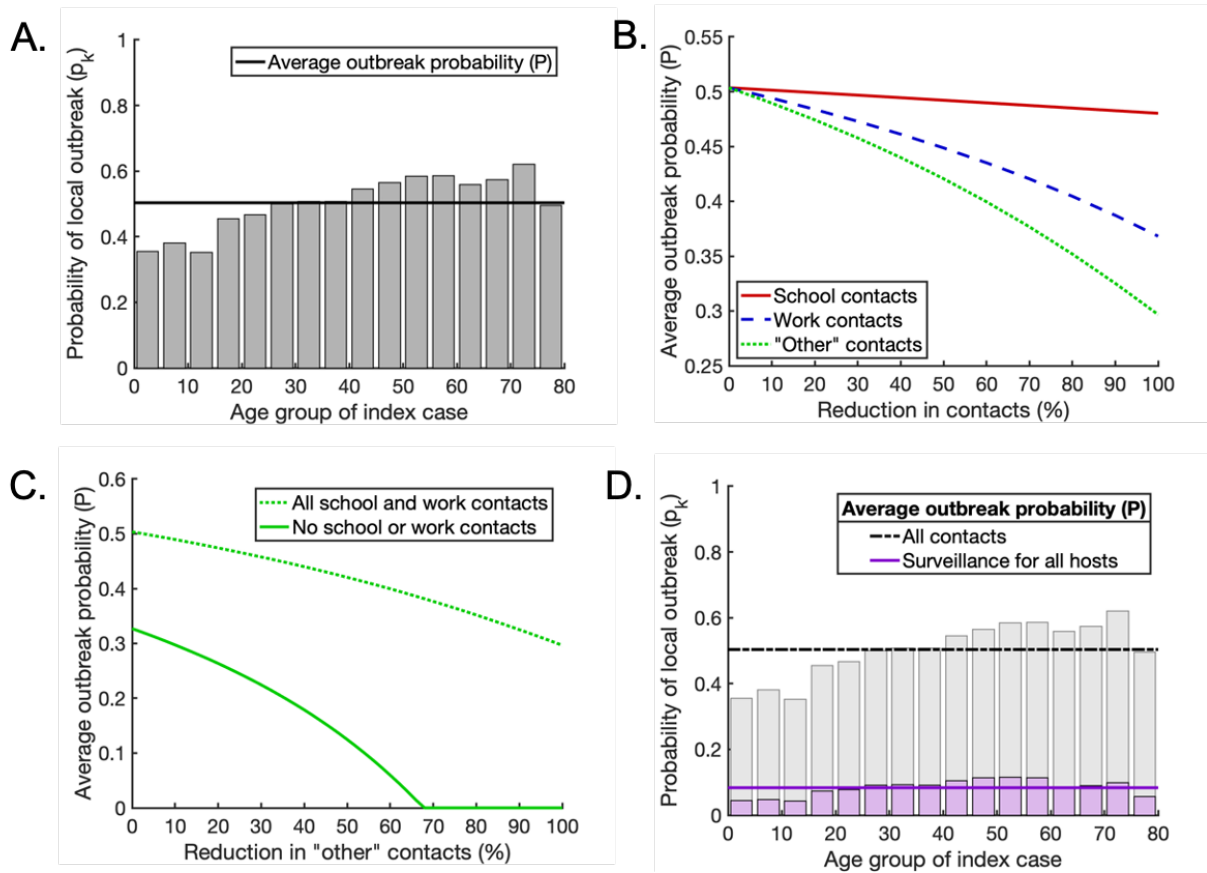 A.
Probability of local outbreak (pk)
1
0.8
0.6
0.4
0.2
0
Average outbreak probability (P)
0 10 20 30 40 50 60 70 80
Age group of index case
B.
Average outbreak probability (P)
0.55
0.5
0.45
0.4
0.35
0.3
0.25
School contacts
Work contacts
"Other" contacts
0 10 20 30 40 50 60 70 80 90 100
Reduction in contacts (%)
C.
Average outbreak probability (P)
0.6
0.5
0.4
0.3
0.2
0.1
0
All school and work contacts
No school or work contacts
0 10 20 30 40 50 60 70 80 90 100
Reduction in "other" contacts (%)
D.
Probability of local outbreak (pk)
1
0.8
0.6
0.4
0.2
0
Average outbreak probability (P)
All contacts
Surveillance for all hosts
0 10 20 30 40 50 60 70 80
Age group of index case